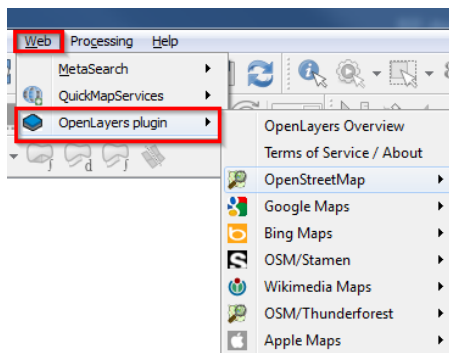 Web Processing Help
MetaSearch
QuickMapServices
OpenLayers plugin
OpenLayers Overview
Terms of Service / About
OpenStreetMap
Google Maps
Bing Maps
OSM/Stamen
Wikimedia Maps
OSM/Thunderforest
Apple Maps